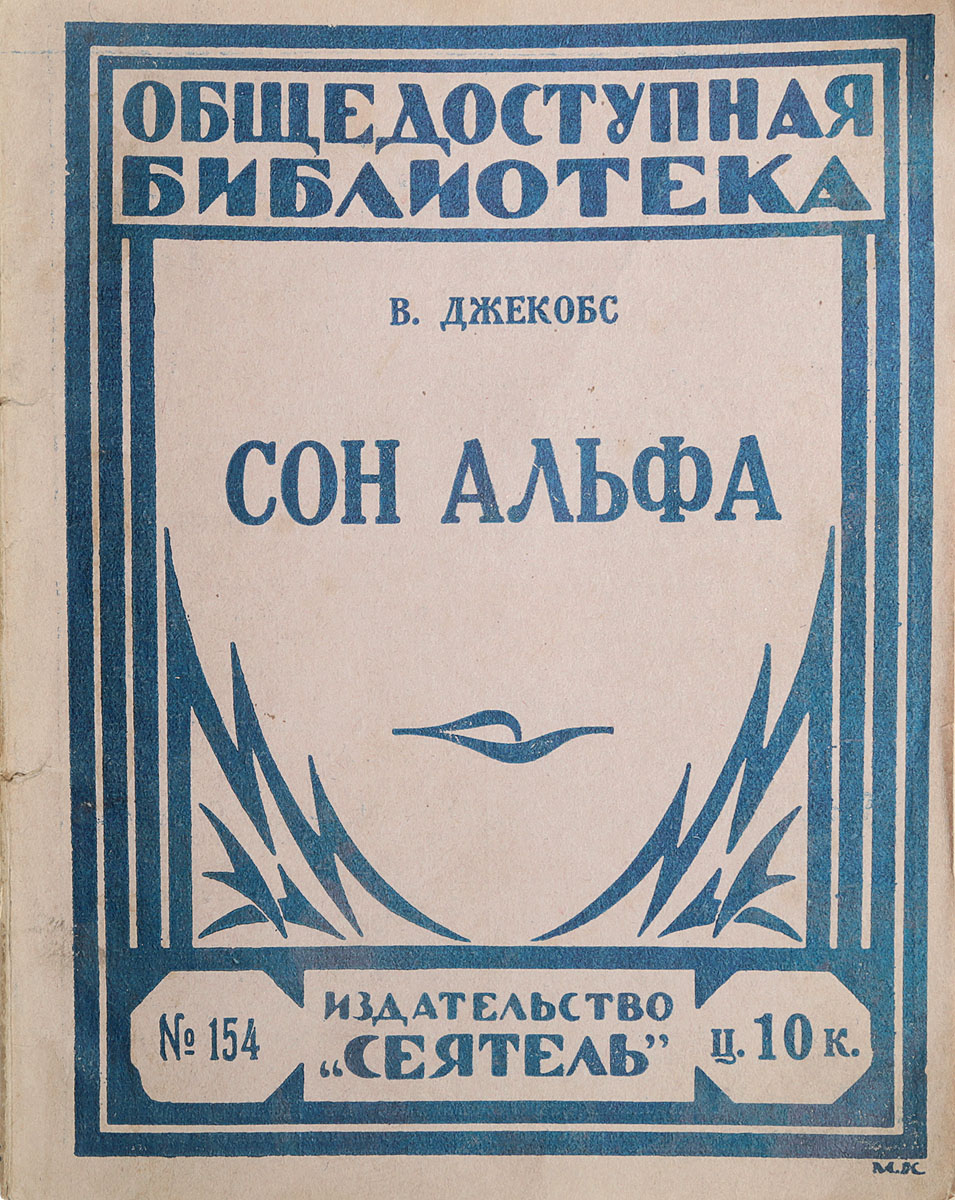 ОБЩЕДОСТУПНАЯ
БИБЛИОТЕКА
В. ДЖЕКОБС
СОН АЛЬФА
№ 154
ИЗДАТЕЛЬСТВО
„СЕЯТЕЛЬ”
ц. 10 к.
М.К